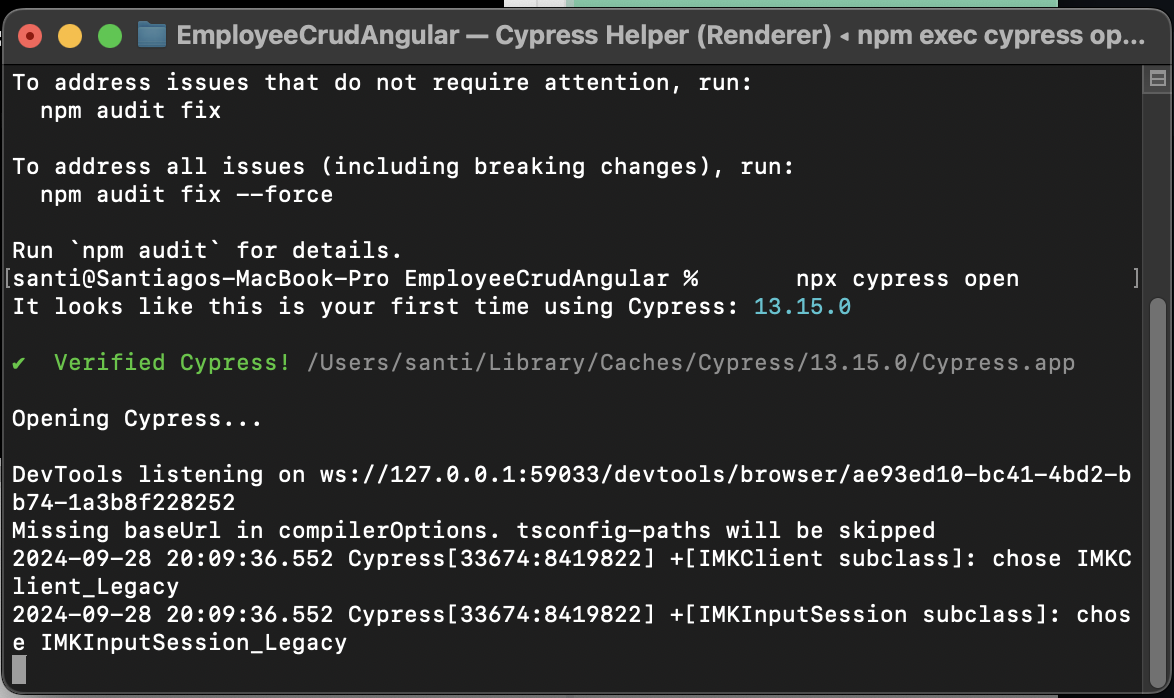 EmployeeCrudAngular — Cypress Helper (Renderer) ◂ npm exec cypress op...
To address issues that do not require attention, run:
  npm audit fix
To address all issues (including breaking changes), run:
  npm audit fix --force
Run `npm audit` for details.
[santi@Santiagos-MacBook-Pro EmployeeCrudAngular %       npx cypress open        ]
It looks like this is your first time using Cypress: 13.15.0
✔  Verified Cypress! /Users/santi/Library/Caches/Cypress/13.15.0/Cypress.app
Opening Cypress...
DevTools listening on ws://127.0.0.1:59033/devtools/browser/ae93ed10-bc41-4bd2-b
b74-1a3b8f228252
Missing baseUrl in compilerOptions. tsconfig-paths will be skipped
2024-09-28 20:09:36.552 Cypress[33674:8419822] +[IMKClient subclass]: chose IMKC
lient_Legacy
2024-09-28 20:09:36.552 Cypress[33674:8419822] +[IMKInputSession subclass]: chos
e IMKInputSession_Legacy